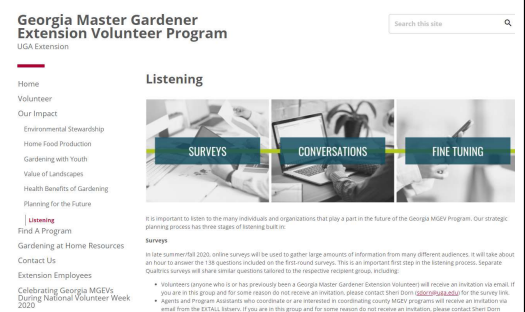 Georgia Master Gardener
Extension Volunteer Program
UGA Extension
Search this site
Home
Volunteer
Our Impact
Environmental Stewardship
Home Food Production
Gardening with Youth
Value of Landscapes
Health Benefits of Gardening
Planning for the Future
Listening
Find A Program
Gardening at Home Resources
Contact Us
Extension Employees
Celebrating Georgia MGEVs
During National Volunteer Week
2020
Listening
SURVEYS
CONVERSATIONS
FINE TUNING
It is important to listen to the many individuals and organizations that play a part in the future of the Georgia MGEV Program. Our strategic
planning process has three stages of listening built in:
Surveys
In late summer/fall 2020, online surveys will be used to gather large amounts of information from many different audiences, it will take about
an hour to answer the 138 questions included on the first-round surveys. This is an important first step in the listening process. Separate
Qualtrics surveys will share similar questions tailored to the respective recipient group, including:
• Volunteers (anyone who is or has previously been a Georgia Master Gardener Extension Volunteer) will receive an invitation via email. If
you are in this group and for some reason do not receive an invitation, please contact Sheri Dorn (sdorn@uga.edu) for the survey link.
• Agents and Program Assistants who coordinate or are interested in coordinating county MGEV programs will receive an invitation via
email from the EXTALL listserv. If you are in this group and for some reason do not receive an invitation, please contact Sheri Dorn